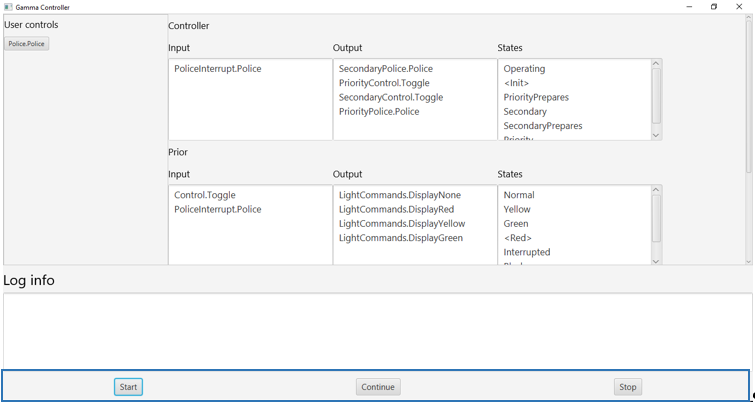 Gamma Controller
User controls
Police.Police
Controller
Input
Output
States
PoliceInterrupt.Police
SecondaryPolice.Police
PriorityControl.Toggle
SecondaryControl.Toggle
PriorityPolice.Police
Operating
<Init>
PriorityPrepares
Secondary
SecondaryPrepares
Priority
Prior
Input
Output
States
Control.Toggle
PoliceInterrupt.Police
LightCommands.DisplayNone
LightCommands.DisplayRed
LightCommands.DisplayYellow
LightCommands.DisplayGreen
Normal
Yellow
Green
<Red>
Interrupted
Log info
Start
Continue
Stop